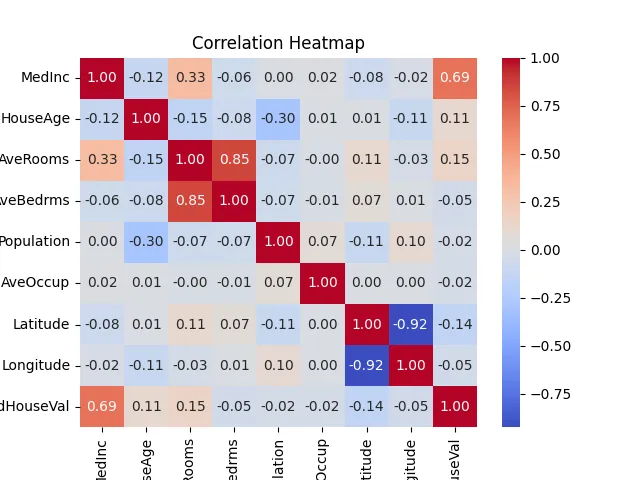 Correlation Heatmap
MedInc 1.00 -0.12 0.33 -0.06 0.00 0.02 -0.08 -0.02 0.69
HouseAge -0.12 1.00 -0.15 -0.08 -0.30 0.01 0.01 -0.11 0.11
AveRooms 0.33 -0.15 1.00 0.85 -0.07 -0.00 0.11 -0.03 0.15
veBedrms -0.06 -0.08 0.85 1.00 -0.07 -0.01 0.07 0.01 -0.05
Population 0.00 -0.30 -0.07 -0.07 1.00 0.07 -0.11 0.10 -0.02
AveOccup 0.02 0.01 -0.00 -0.01 0.07 1.00 0.00 0.00 -0.02
Latitude -0.08 0.01 0.11 0.07 -0.11 0.00 1.00 -0.92 -0.14
Longitude -0.02 -0.11 -0.03 0.01 0.10 0.00 -0.92 1.00 -0.05
dHouseVal 0.69 0.11 0.15 -0.05 -0.02 -0.02 -0.14 -0.05 1.00
MedInc
seAge
Rooms
edrms
lation
Occup
titude
gitude
useVal
1.00
0.75
0.50
0.25
0.00
−0.25
−0.50
−0.75